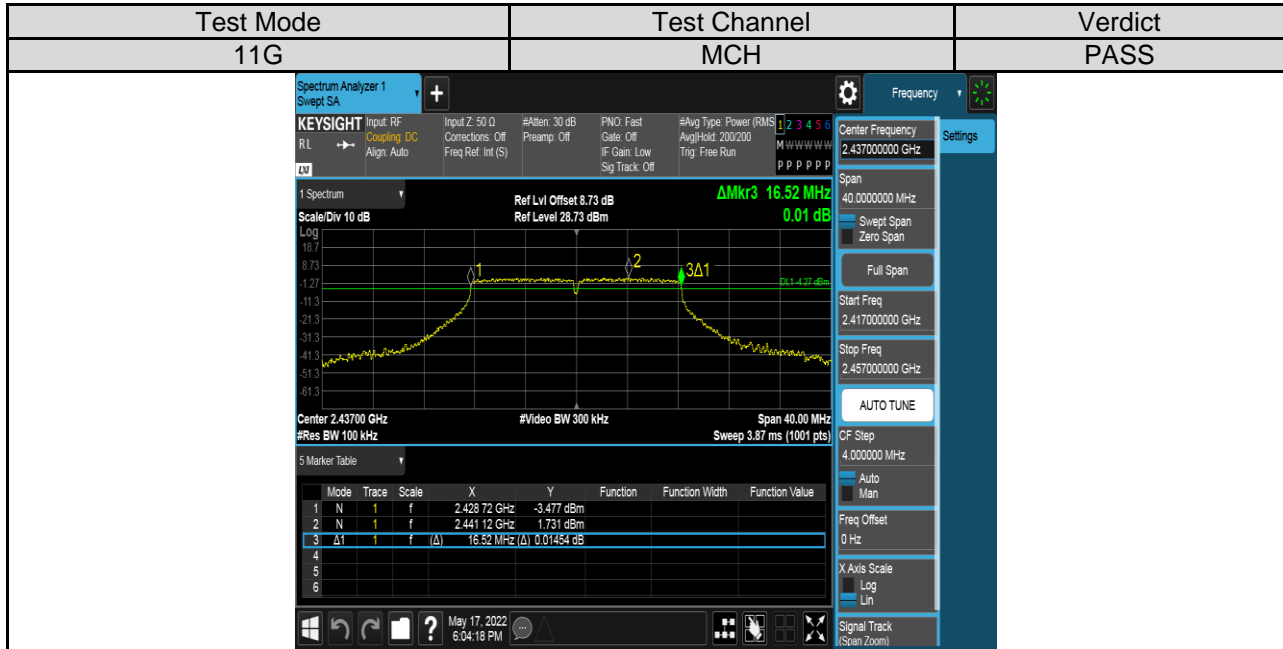 Test Mode Test Channel Verdict
11G MCH PASS
Spectrum Analyzer 1
Swept SA
+
Frequency
KEYSIGHT
RL
LXI
Input: RF
Coupling: DC
Align: Auto
Input Z: 50 Ω
Corrections: Off
Freq Ref: Int (S)
#Atten: 30 dB
Preamp: Off
PNO: Fast
Gate: Off
IF Gain: Low
Sig Track: Off
#Avg Type: Power (RMS
Avg|Hold: 200/200
Trig: Free Run
1 2 3 4 5 6
M W W W W W
P P P P P P
Center Frequency
2.437000000 GHz
Settings
Span
40.0000000 MHz
Swept Span
Zero Span
Full Span
Start Freq
2.417000000 GHz
Stop Freq
2.457000000 GHz
AUTO TUNE
CF Step
4.000000 MHz
Auto
Man
Freq Offset
0 Hz
X Axis Scale
Log
Lin
Signal Track
(Span Zoom)
1 Spectrum
Scale/Div 10 dB
Ref Lvl Offset 8.73 dB
Ref Level 28.73 dBm
ΔMkr3 16.52 MHz
0.01 dB
Log
18.7
8.73
-1.27
-11.3
-21.3
-31.3
-41.3
-51.3
-61.3
1
2
3Δ1
DL1 -4.27 dBm
Center 2.43700 GHz #Video BW 300 kHz Span 40.00 MHz
#Res BW 100 kHz Sweep 3.87 ms (1001 pts)
5 Marker Table
Mode Trace Scale X Y Function Function Width Function Value
1 N 1 f 2.428 72 GHz -3.477 dBm
2 N 1 f 2.441 12 GHz 1.731 dBm
3 Δ1 1 f (Δ) 16.52 MHz (Δ) 0.01454 dB
4
5
6
?
May 17, 2022
6:04:18 PM